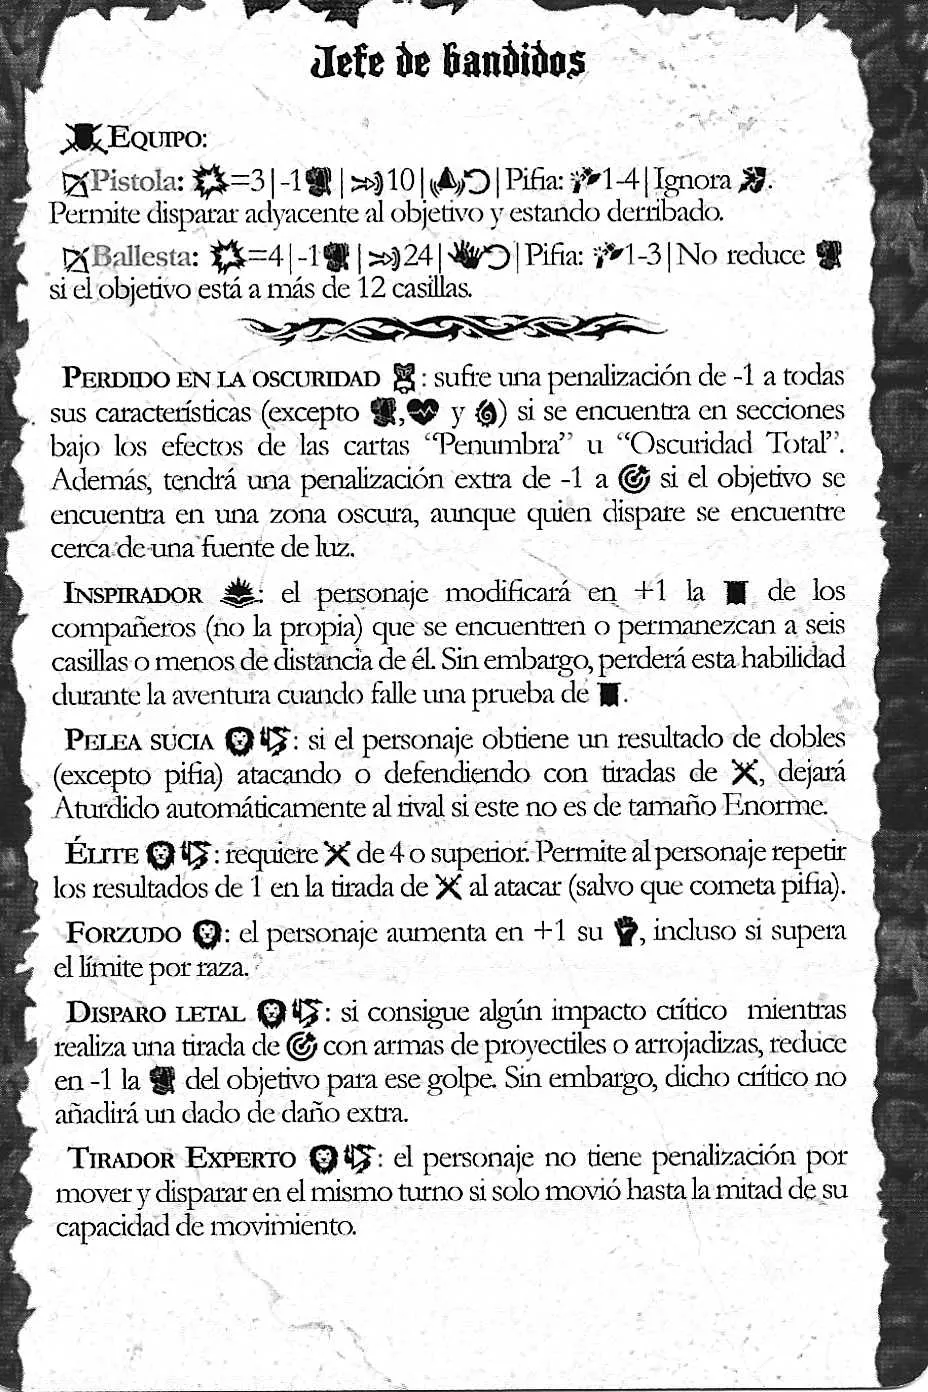 Jefe de bandidos
EQUIPO:
Pistola: =3|-1 | 10| |Pifia: 1-4|Ignora .
Permite disparar adyacente al objetivo y estando derribado.
Ballesta: =4|-1 | 24| |Pifia: 1-3|No reduce
si el objetivo está a más de 12 casillas.
PERDIDO EN LA OSCURIDAD : sufre una penalización de -1 a todas
sus características (excepto , y ) si se encuentra en secciones
bajo los efectos de las cartas “Penumbra” u “Oscuridad Total”.
Además, tendrá una penalización extra de -1 a si el objetivo se
encuentra en una zona oscura, aunque quien dispare se encuentre
cerca de una fuente de luz.
INSPIRADOR : el personaje modificará en +1 la de los
compañeros (no la propia) que se encuentren o permanezcan a seis
casillas o menos de distancia de él. Sin embargo, perderá esta habilidad
durante la aventura cuando falle una prueba de .
PELEA SUCIA : si el personaje obtiene un resultado de dobles
(excepto pifia) atacando o defendiendo con tiradas de , dejará
Aturdido automáticamente al rival si este no es de tamaño Enorme.
ÉLITE : requiere de 4 o superior. Permite al personaje repetir
los resultados de 1 en la tirada de al atacar (salvo que cometa pifia).
FORZUDO : el personaje aumenta en +1 su , incluso si supera
el límite por raza.
DISPARO LETAL : si consigue algún impacto crítico mientras
realiza una tirada de con armas de proyectiles o arrojadizas, reduce
en -1 la del objetivo para ese golpe. Sin embargo, dicho crítico no
añadirá un dado de daño extra.
TIRADOR EXPERTO : el personaje no tiene penalización por
mover y disparar en el mismo turno si solo movió hasta la mitad de su
capacidad de movimiento.